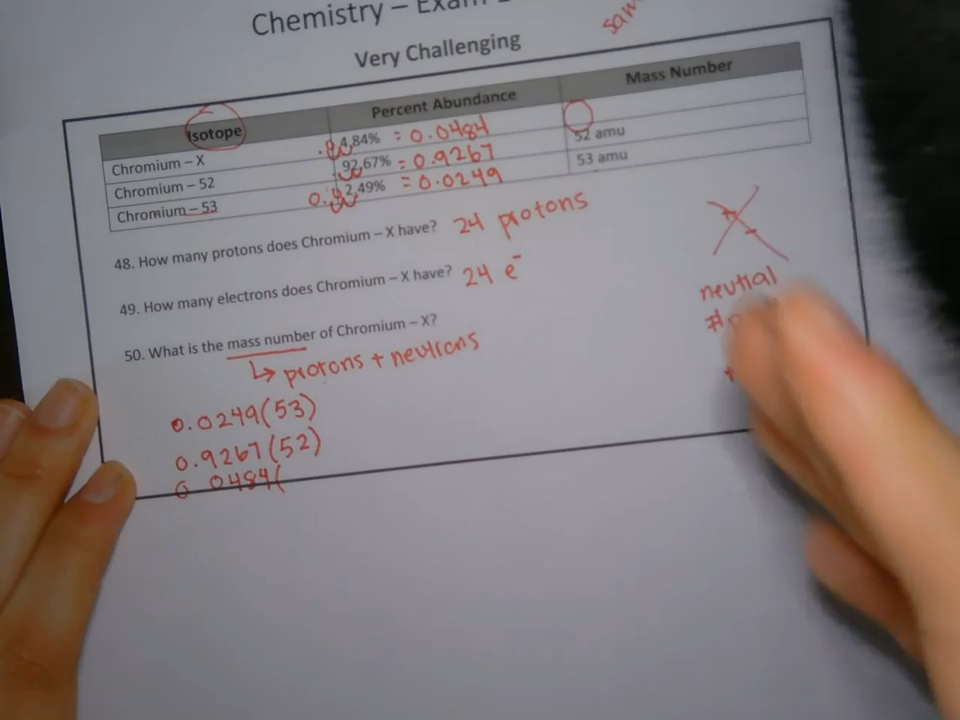 Chemistry – Exam
Very Challenging
Isotope Percent Abundance Mass Number
Chromium – X 4.84% = 0.0484
Chromium – 52 92.67% = 0.9267 52 amu
Chromium – 53 2.49% = 0.0249 53 amu
48. How many protons does Chromium – X have? 24 protons
49. How many electrons does Chromium – X have? 24 e⁻
neutral
50. What is the mass number of Chromium – X?
↳ protons + neutrons
0.0249(53)
0.9267(52)
0.0484(